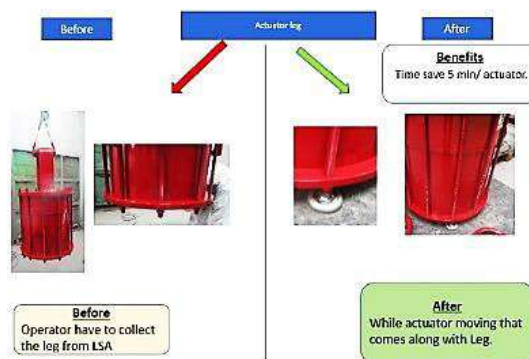 Before
Actuator leg
After
Benefits
Time save 5 min/ actuator.
Before
Operator have to collect
the leg from LSA
After
While actuator moving that
comes along with Leg.